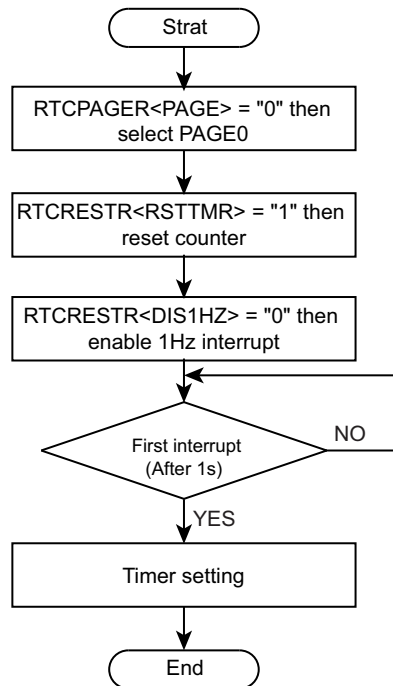 Strat
RTCPAGER<PAGE> = "0" then
select PAGE0
RTCRESTR<RSTTMR> = "1" then
reset counter
RTCRESTR<DIS1HZ> = "0" then
enable 1Hz interrupt
First interrupt
(After 1s)
NO
YES
Timer setting
End